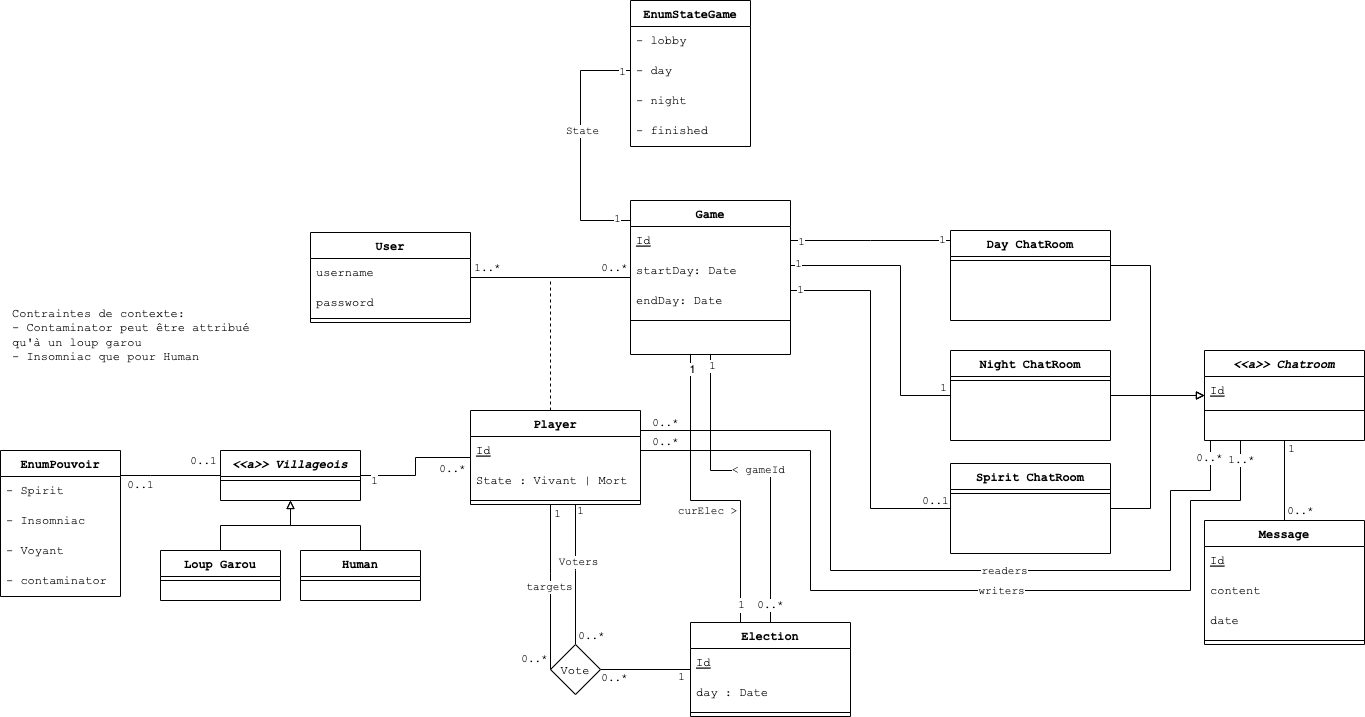 EnumStateGame
- lobby
- day
- night
- finished
1
State
1
Game
Id
startDay: Date
endDay: Date
User
username
password
1..*
0..*
1
1
1
1
1
0..1
Day ChatRoom
Night ChatRoom
Spirit ChatRoom
<<a>> Chatroom
Id
Contraintes de contexte:
- Contaminator peut être attribué
qu'à un loup garou
- Insomniac que pour Human
1
1
Player
Id
State : Vivant | Mort
0..*
0..*
< gameId
curElec >
EnumPouvoir
- Spirit
- Insomniac
- Voyant
- contaminator
0..1
0..1
<<a>> Villageois
1
0..*
Loup Garou
Human
0..*
1..*
1
0..*
Message
Id
content
date
readers
writers
1
1
Voters
targets
0..*
0..*
Vote
0..*
1
1
0..*
Election
Id
day : Date